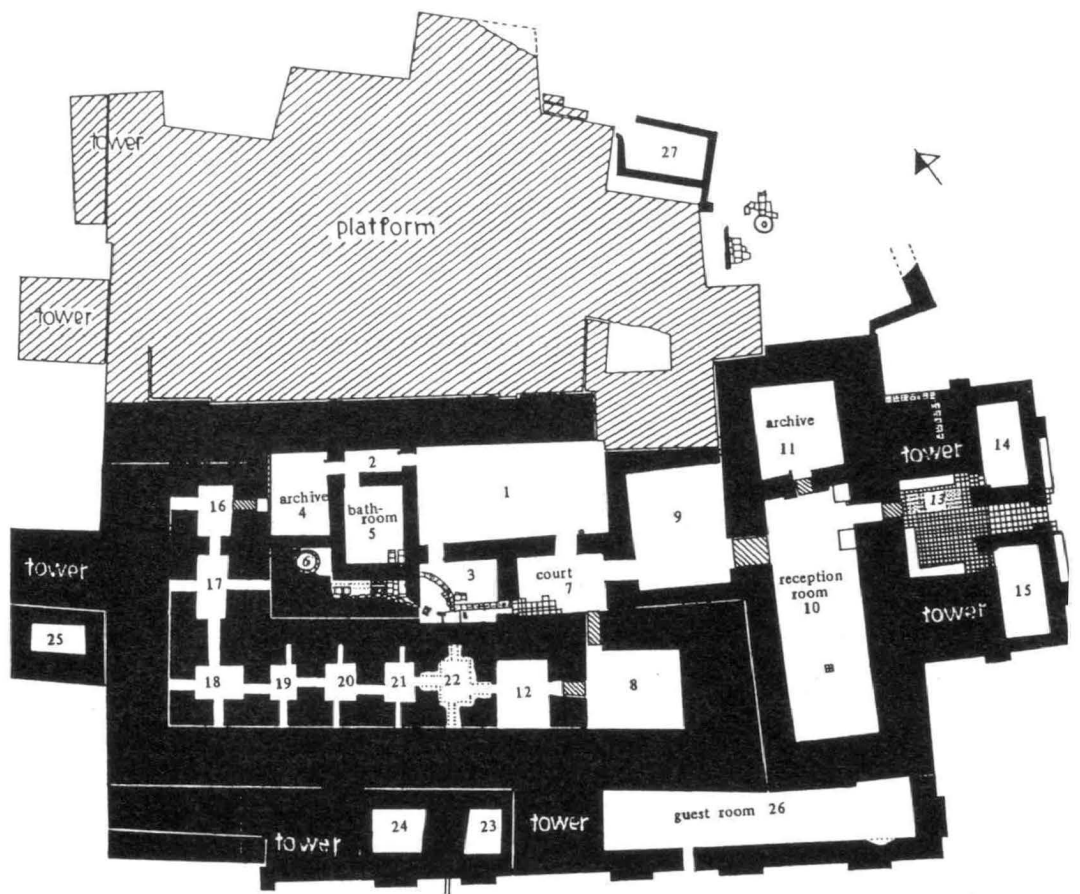 tower
27
platform
tower
archive
11
14
tower
2
1
archive
4
bath-
room
5
16
9
13
6
3
court
7
17
tower
reception
room
10
tower
15
25
18
19
20
21
22
12
8
guest room 26
24
23
tower
tower